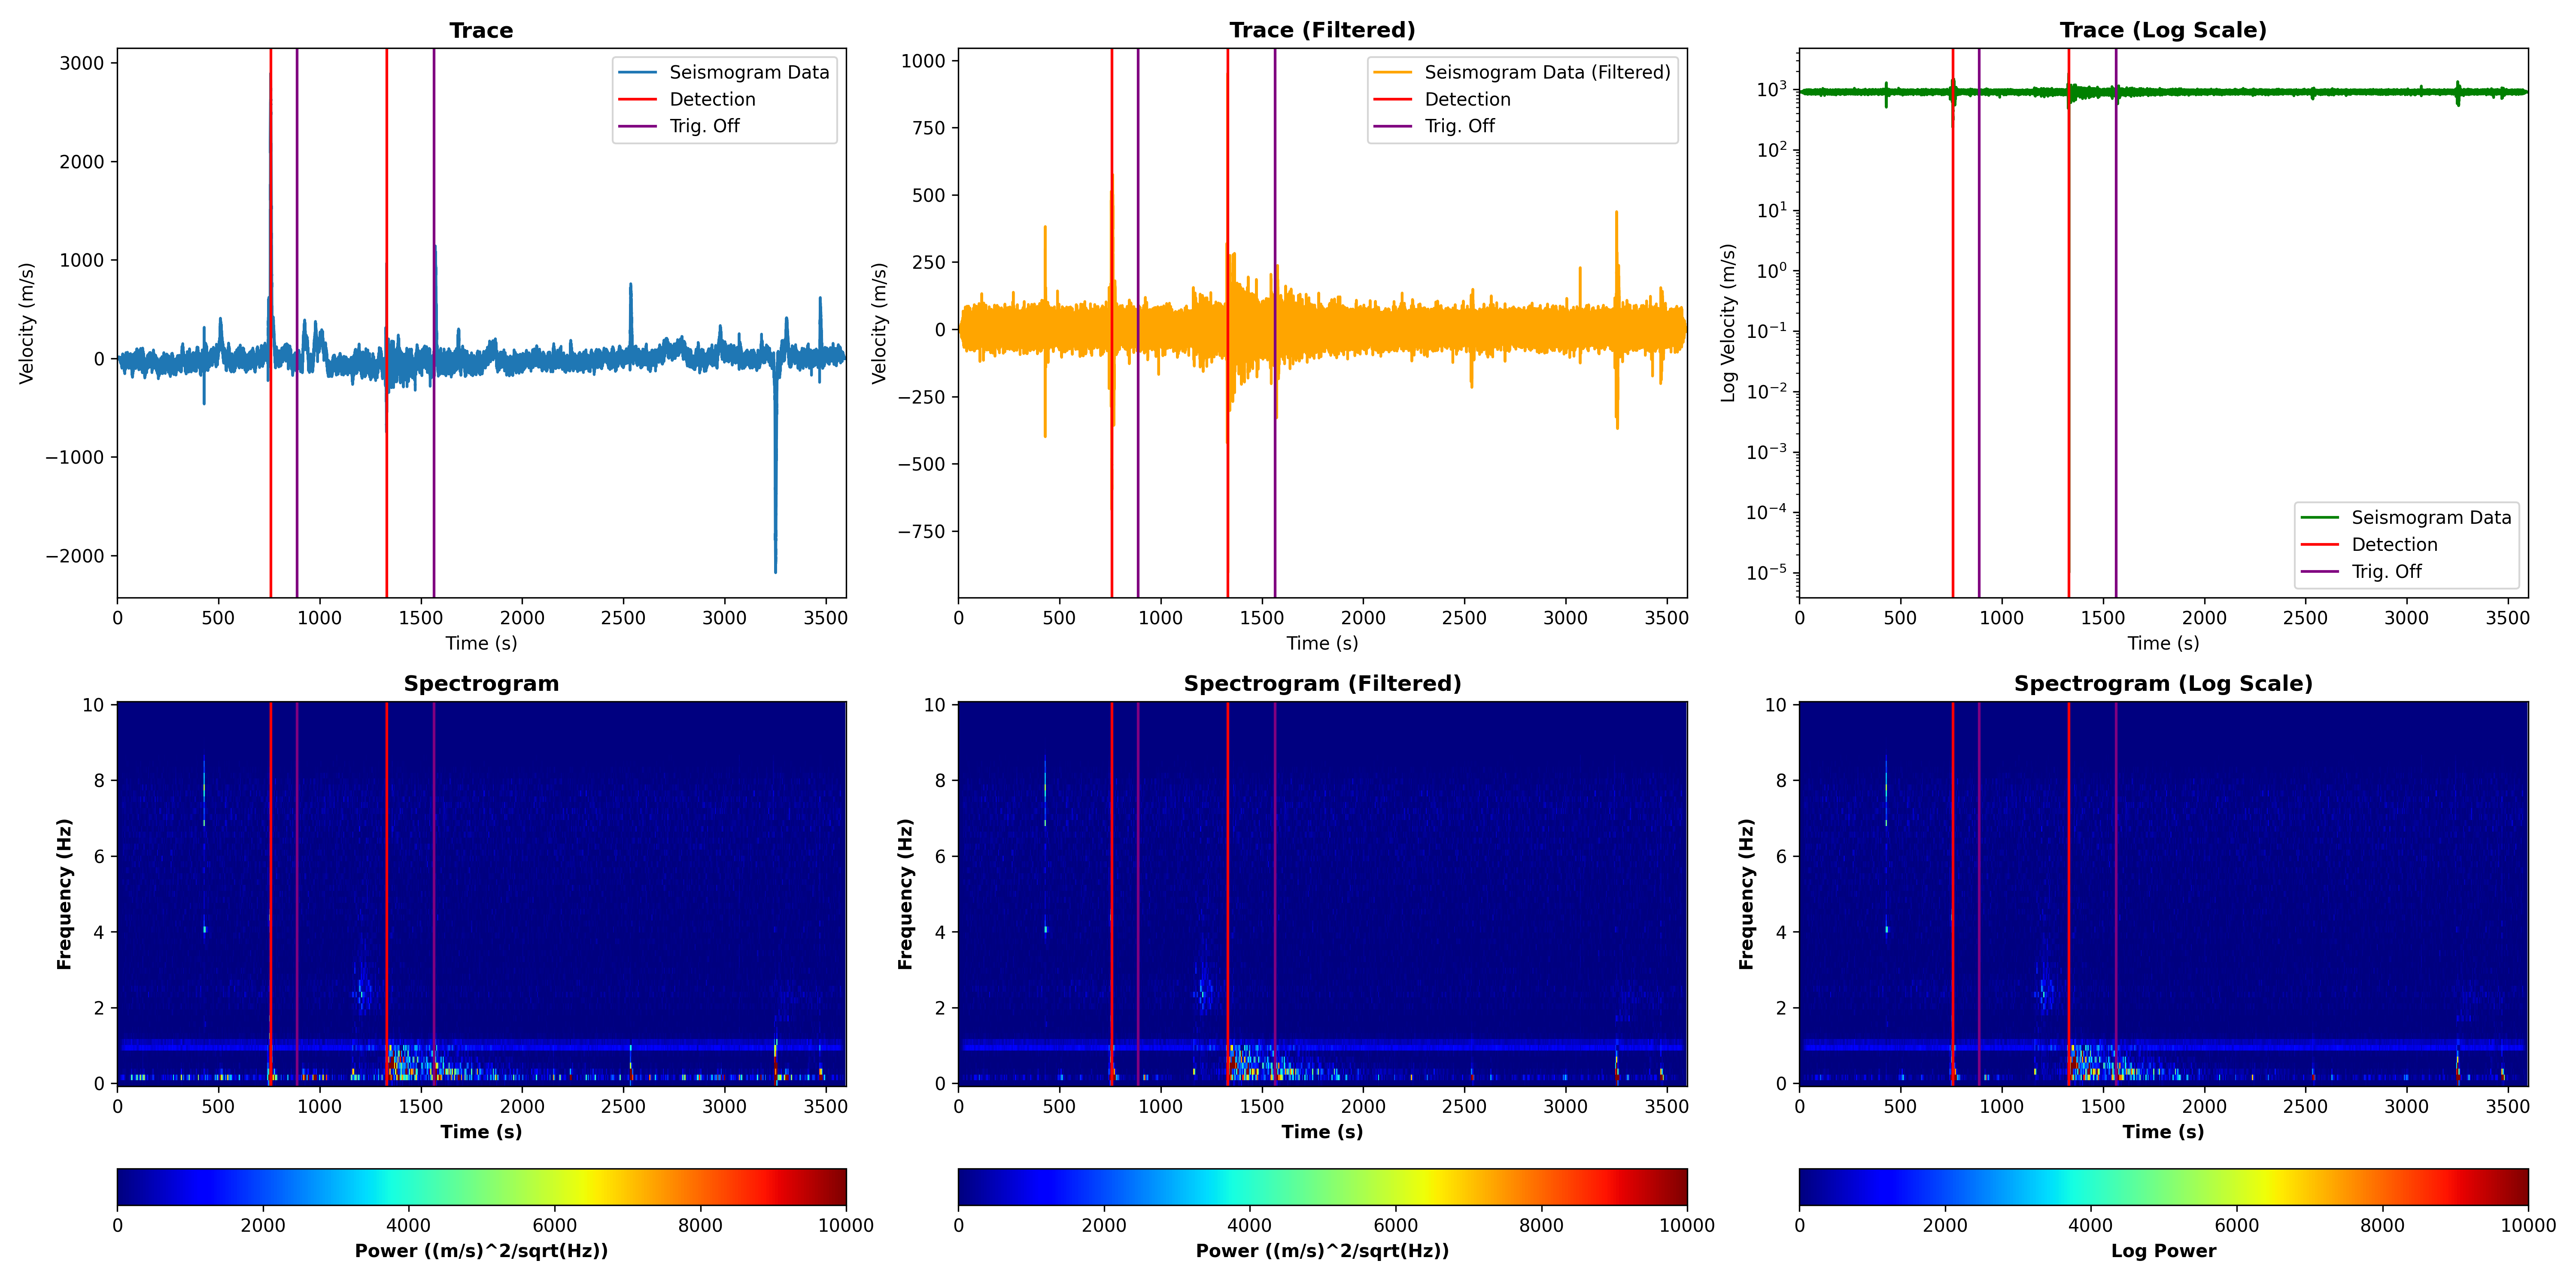 Trace
3000
2000
1000
0
−1000
−2000
Velocity (m/s)
Seismogram Data
Detection
Trig. Off
0 500 1000 1500 2000 2500 3000 3500
Time (s)
Trace (Filtered)
1000
750
500
250
0
−250
−500
−750
Velocity (m/s)
Seismogram Data (Filtered)
Detection
Trig. Off
0 500 1000 1500 2000 2500 3000 3500
Time (s)
Trace (Log Scale)
10^3
10^2
10^1
10^0
10^−1
10^−2
10^−3
10^−4
10^−5
Log Velocity (m/s)
Seismogram Data
Detection
Trig. Off
0 500 1000 1500 2000 2500 3000 3500
Time (s)
Spectrogram
10
8
6
4
2
0
Frequency (Hz)
0 500 1000 1500 2000 2500 3000 3500
Time (s)
0 2000 4000 6000 8000 10000
Power ((m/s)^2/sqrt(Hz))
Spectrogram (Filtered)
10
8
6
4
2
0
Frequency (Hz)
0 500 1000 1500 2000 2500 3000 3500
Time (s)
0 2000 4000 6000 8000 10000
Power ((m/s)^2/sqrt(Hz))
Spectrogram (Log Scale)
10
8
6
4
2
0
Frequency (Hz)
0 500 1000 1500 2000 2500 3000 3500
Time (s)
0 2000 4000 6000 8000 10000
Log Power